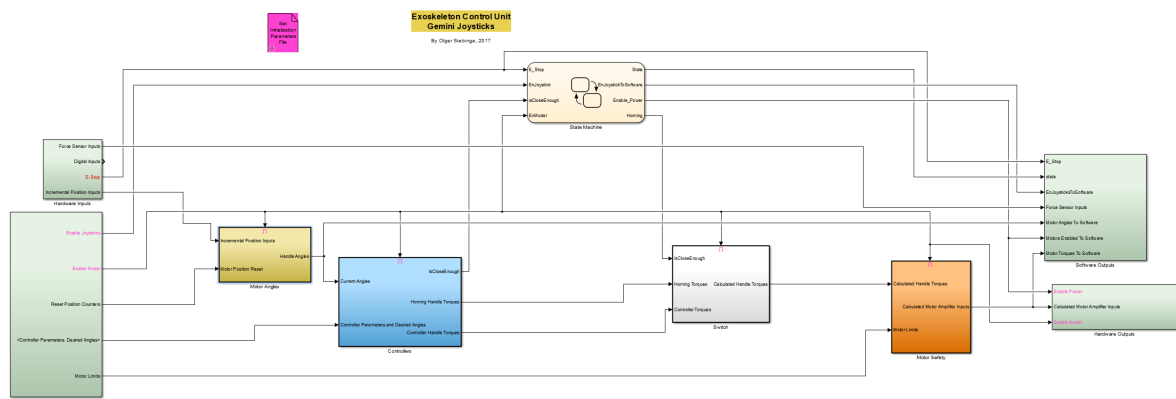 Set
Initialization
Parameters
File
Exoskeleton Control Unit
Gemini Joysticks
By Olger Siebinga, 2017
E_Stop
EnJoystick
isCloseEnough
EnModel
State
EnJoystickToSoftware
Enable_Power
Homing
State Machine
Force Sensor Inputs
Digital Inputs
E-Stop
Incremental Position Inputs
Hardware Inputs
Enable Joysticks
Enable Model
Reset Position Counters
<Controller Parameters, Desired Angles>
Motor Limits
Incremental Position Inputs
Motor Position Reset
Handle Angles
Motor Angles
Current Angles
Controller Parameters and Desired Angles
IsCloseEnough
Homing Handle Torques
Controller Handle Torques
Controllers
IsCloseEnough
Homing Torques
Controller Torques
Calculated Handle Torques
Switch
Calculated Handle Torques
Motor Limits
Calculated Motor Amplifier Inputs
Motor Safety
E_Stop
state
EnJoysticksToSoftware
Force Sensor Inputs
Motor Angles To Software
Motors Enabled To Software
Motor Torques To Software
Software Outputs
Enable Power
Calculated Motor Amplifier Inputs
Enable Model
Hardware Outputs